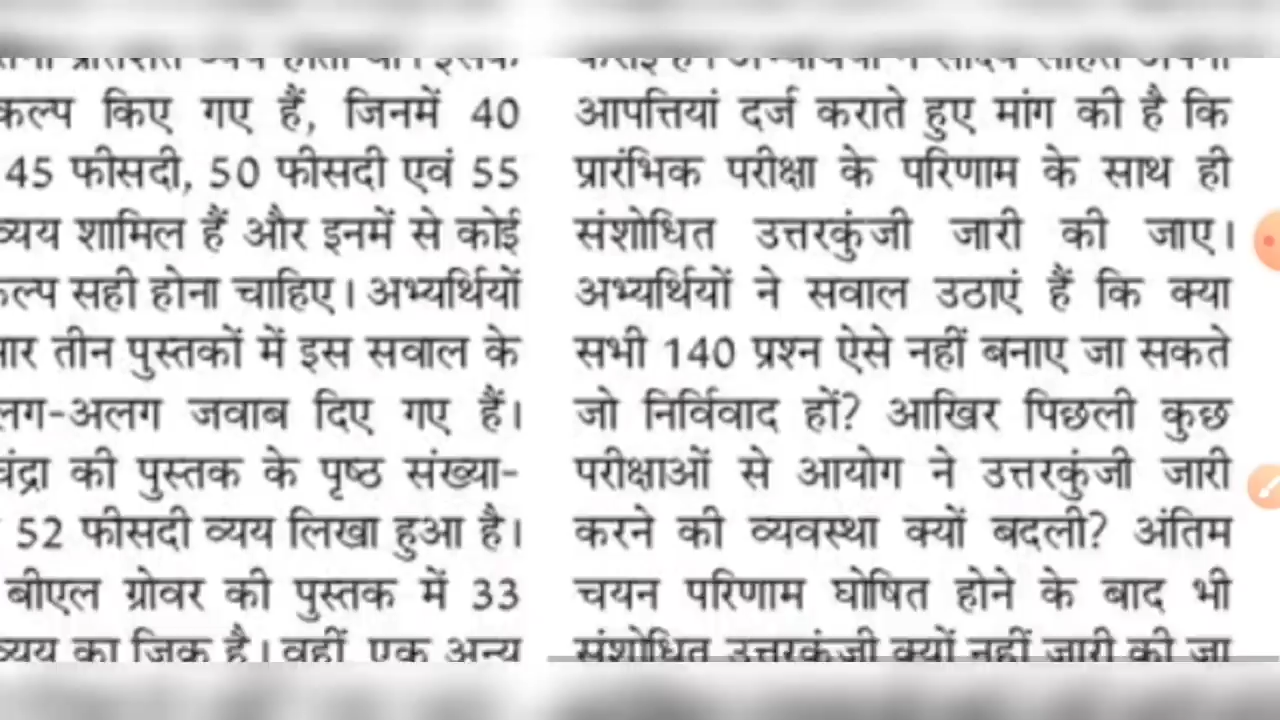 कल्प किए गए हैं, जिनमें 40
45 फीसदी, 50 फीसदी एवं 55
व्यय शामिल हैं और इनमें से कोई
कल्प सही होना चाहिए। अभ्यर्थियों
तीन पुस्तकों में इस सवाल के
लग-अलग जवाब दिए गए हैं।
चंद्रा की पुस्तक के पृष्ठ संख्या-
52 फीसदी व्यय लिखा हुआ है।
बीएल ग्रोवर की पुस्तक में 33
व्यय का जिक्र है। वहीं, एक अन्य
आपत्तियां दर्ज कराते हुए मांग की है कि
प्रारंभिक परीक्षा के परिणाम के साथ ही
संशोधित उत्तरकुंजी जारी की जाए।
अभ्यर्थियों ने सवाल उठाएं हैं कि क्या
सभी 140 प्रश्न ऐसे नहीं बनाए जा सकते
जो निर्विवाद हों? आखिर पिछली कुछ
परीक्षाओं से आयोग ने उत्तरकुंजी जारी
करने की व्यवस्था क्यों बदली? अंतिम
चयन परिणाम घोषित होने के बाद भी
संशोधित उत्तरकुंजी क्यों नहीं जारी की जा